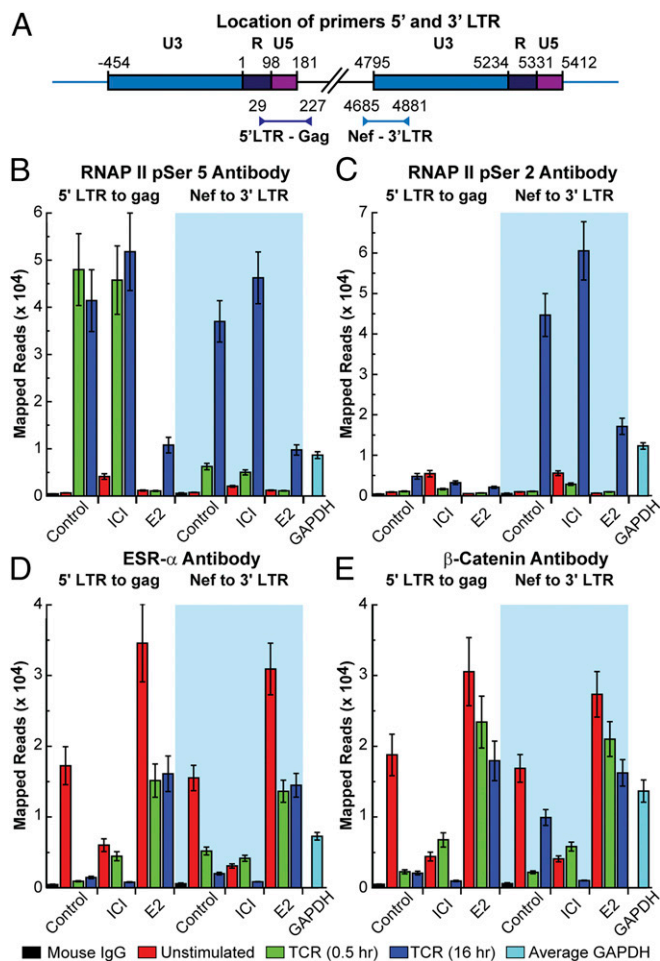 A
Location of primers 5' and 3' LTR
U3 R U5 U3 R U5
-454 1 98 181 4795 5234 5331 5412
29 227 4685 4881
5'LTR - Gag Nef - 3'LTR
B
RNAP II pSer 5 Antibody
5' LTR to gag Nef to 3' LTR
Mapped Reads (x 10⁴)
6
5
4
3
2
1
0
Control ICI E2 Control ICI E2 GAPDH
C
RNAP II pSer 2 Antibody
5' LTR to gag Nef to 3' LTR
Mapped Reads (x 10⁴)
7
6
5
4
3
2
1
0
Control ICI E2 Control ICI E2 GAPDH
D
ESR-α Antibody
5' LTR to gag Nef to 3' LTR
Mapped Reads (x 10⁴)
4
3
2
1
0
Control ICI E2 Control ICI E2 GAPDH
E
β-Catenin Antibody
5' LTR to gag Nef to 3' LTR
Mapped Reads (x 10⁴)
4
3
2
1
0
Control ICI E2 Control ICI E2 GAPDH
Mouse IgG Unstimulated TCR (0.5 hr) TCR (16 hr) Average GAPDH